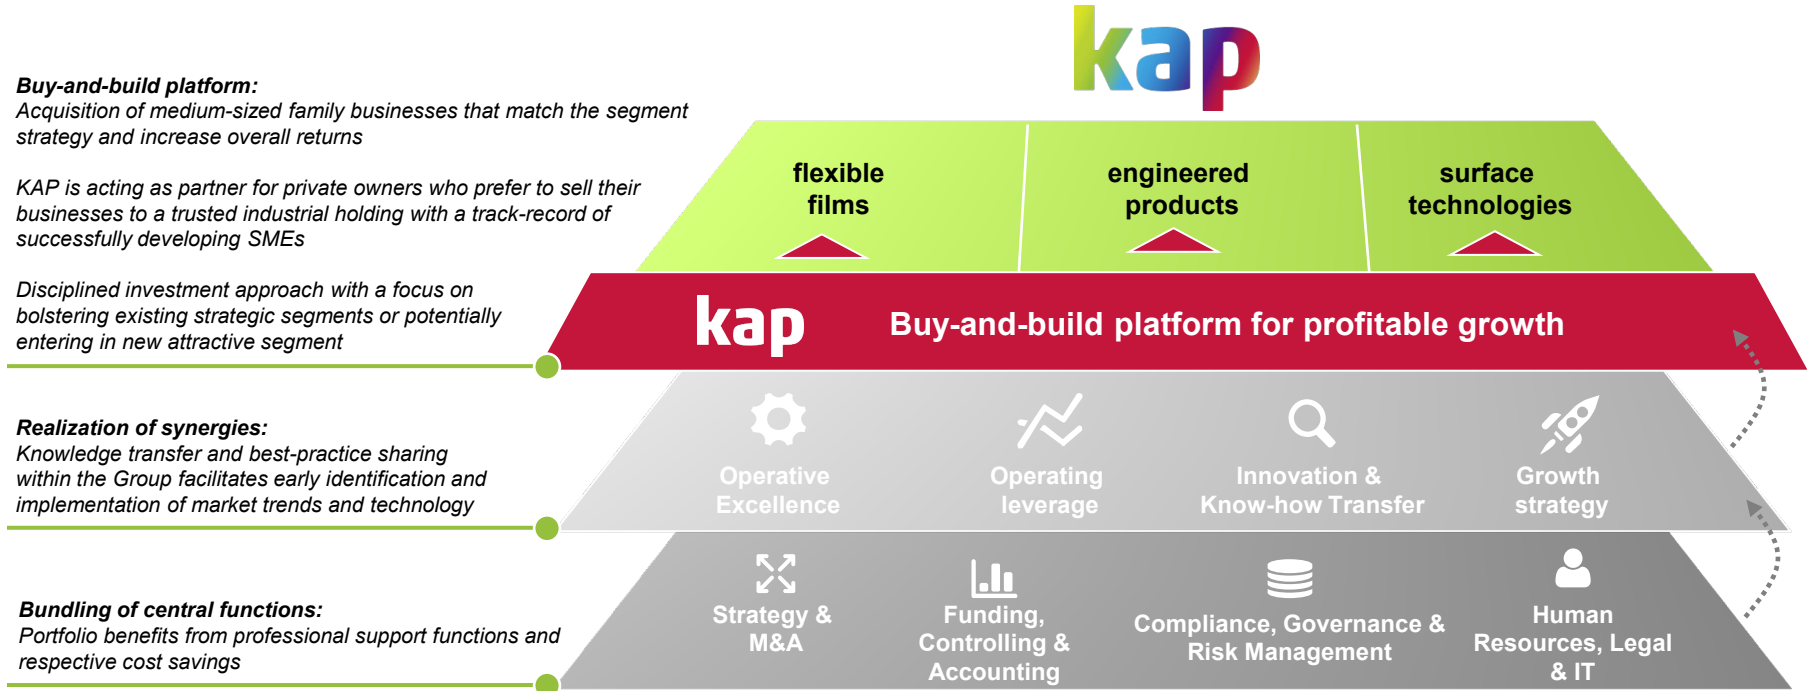 kap
Buy-and-build platform:
Acquisition of medium-sized family businesses that match the segment
strategy and increase overall returns
KAP is acting as partner for private owners who prefer to sell their
businesses to a trusted industrial holding with a track-record of
successfully developing SMEs
Disciplined investment approach with a focus on
bolstering existing strategic segments or potentially
entering in new attractive segment
flexible
films
engineered
products
surface
technologies
kap
Buy-and-build platform for profitable growth
Realization of synergies:
Knowledge transfer and best-practice sharing
within the Group facilitates early identification and
implementation of market trends and technology
Operative
Excellence
Operating
leverage
Innovation &
Know-how Transfer
Growth
strategy
Bundling of central functions:
Portfolio benefits from professional support functions and
respective cost savings
Strategy &
M&A
Funding,
Controlling &
Accounting
Compliance, Governance &
Risk Management
Human
Resources, Legal
& IT